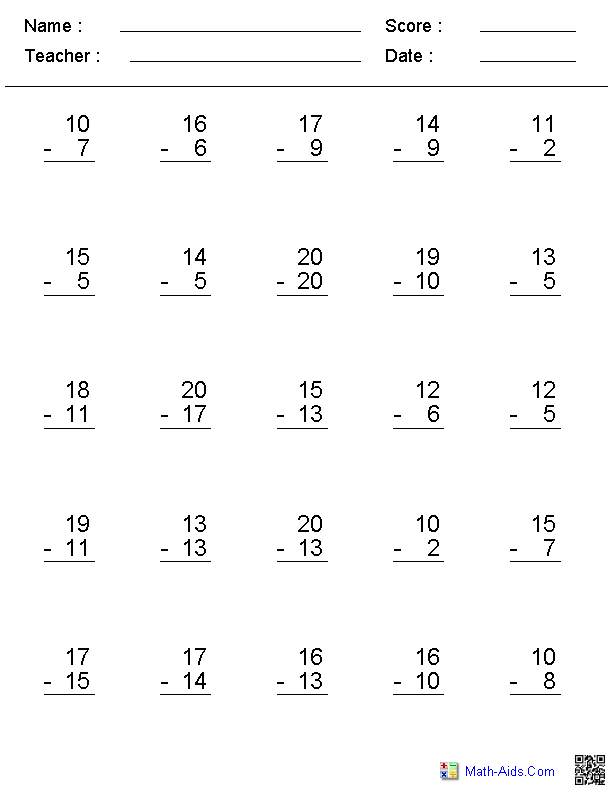 Name : Score :
Teacher : Date :
10 16 17 14 11
- 7 - 6 - 9 - 9 - 2
15 14 20 19 13
- 5 - 5 - 20 - 10 - 5
18 20 15 12 12
- 11 - 17 - 13 - 6 - 5
19 13 20 10 15
- 11 - 13 - 13 - 2 - 7
17 17 16 16 10
- 15 - 14 - 13 - 10 - 8
Math-Aids.Com